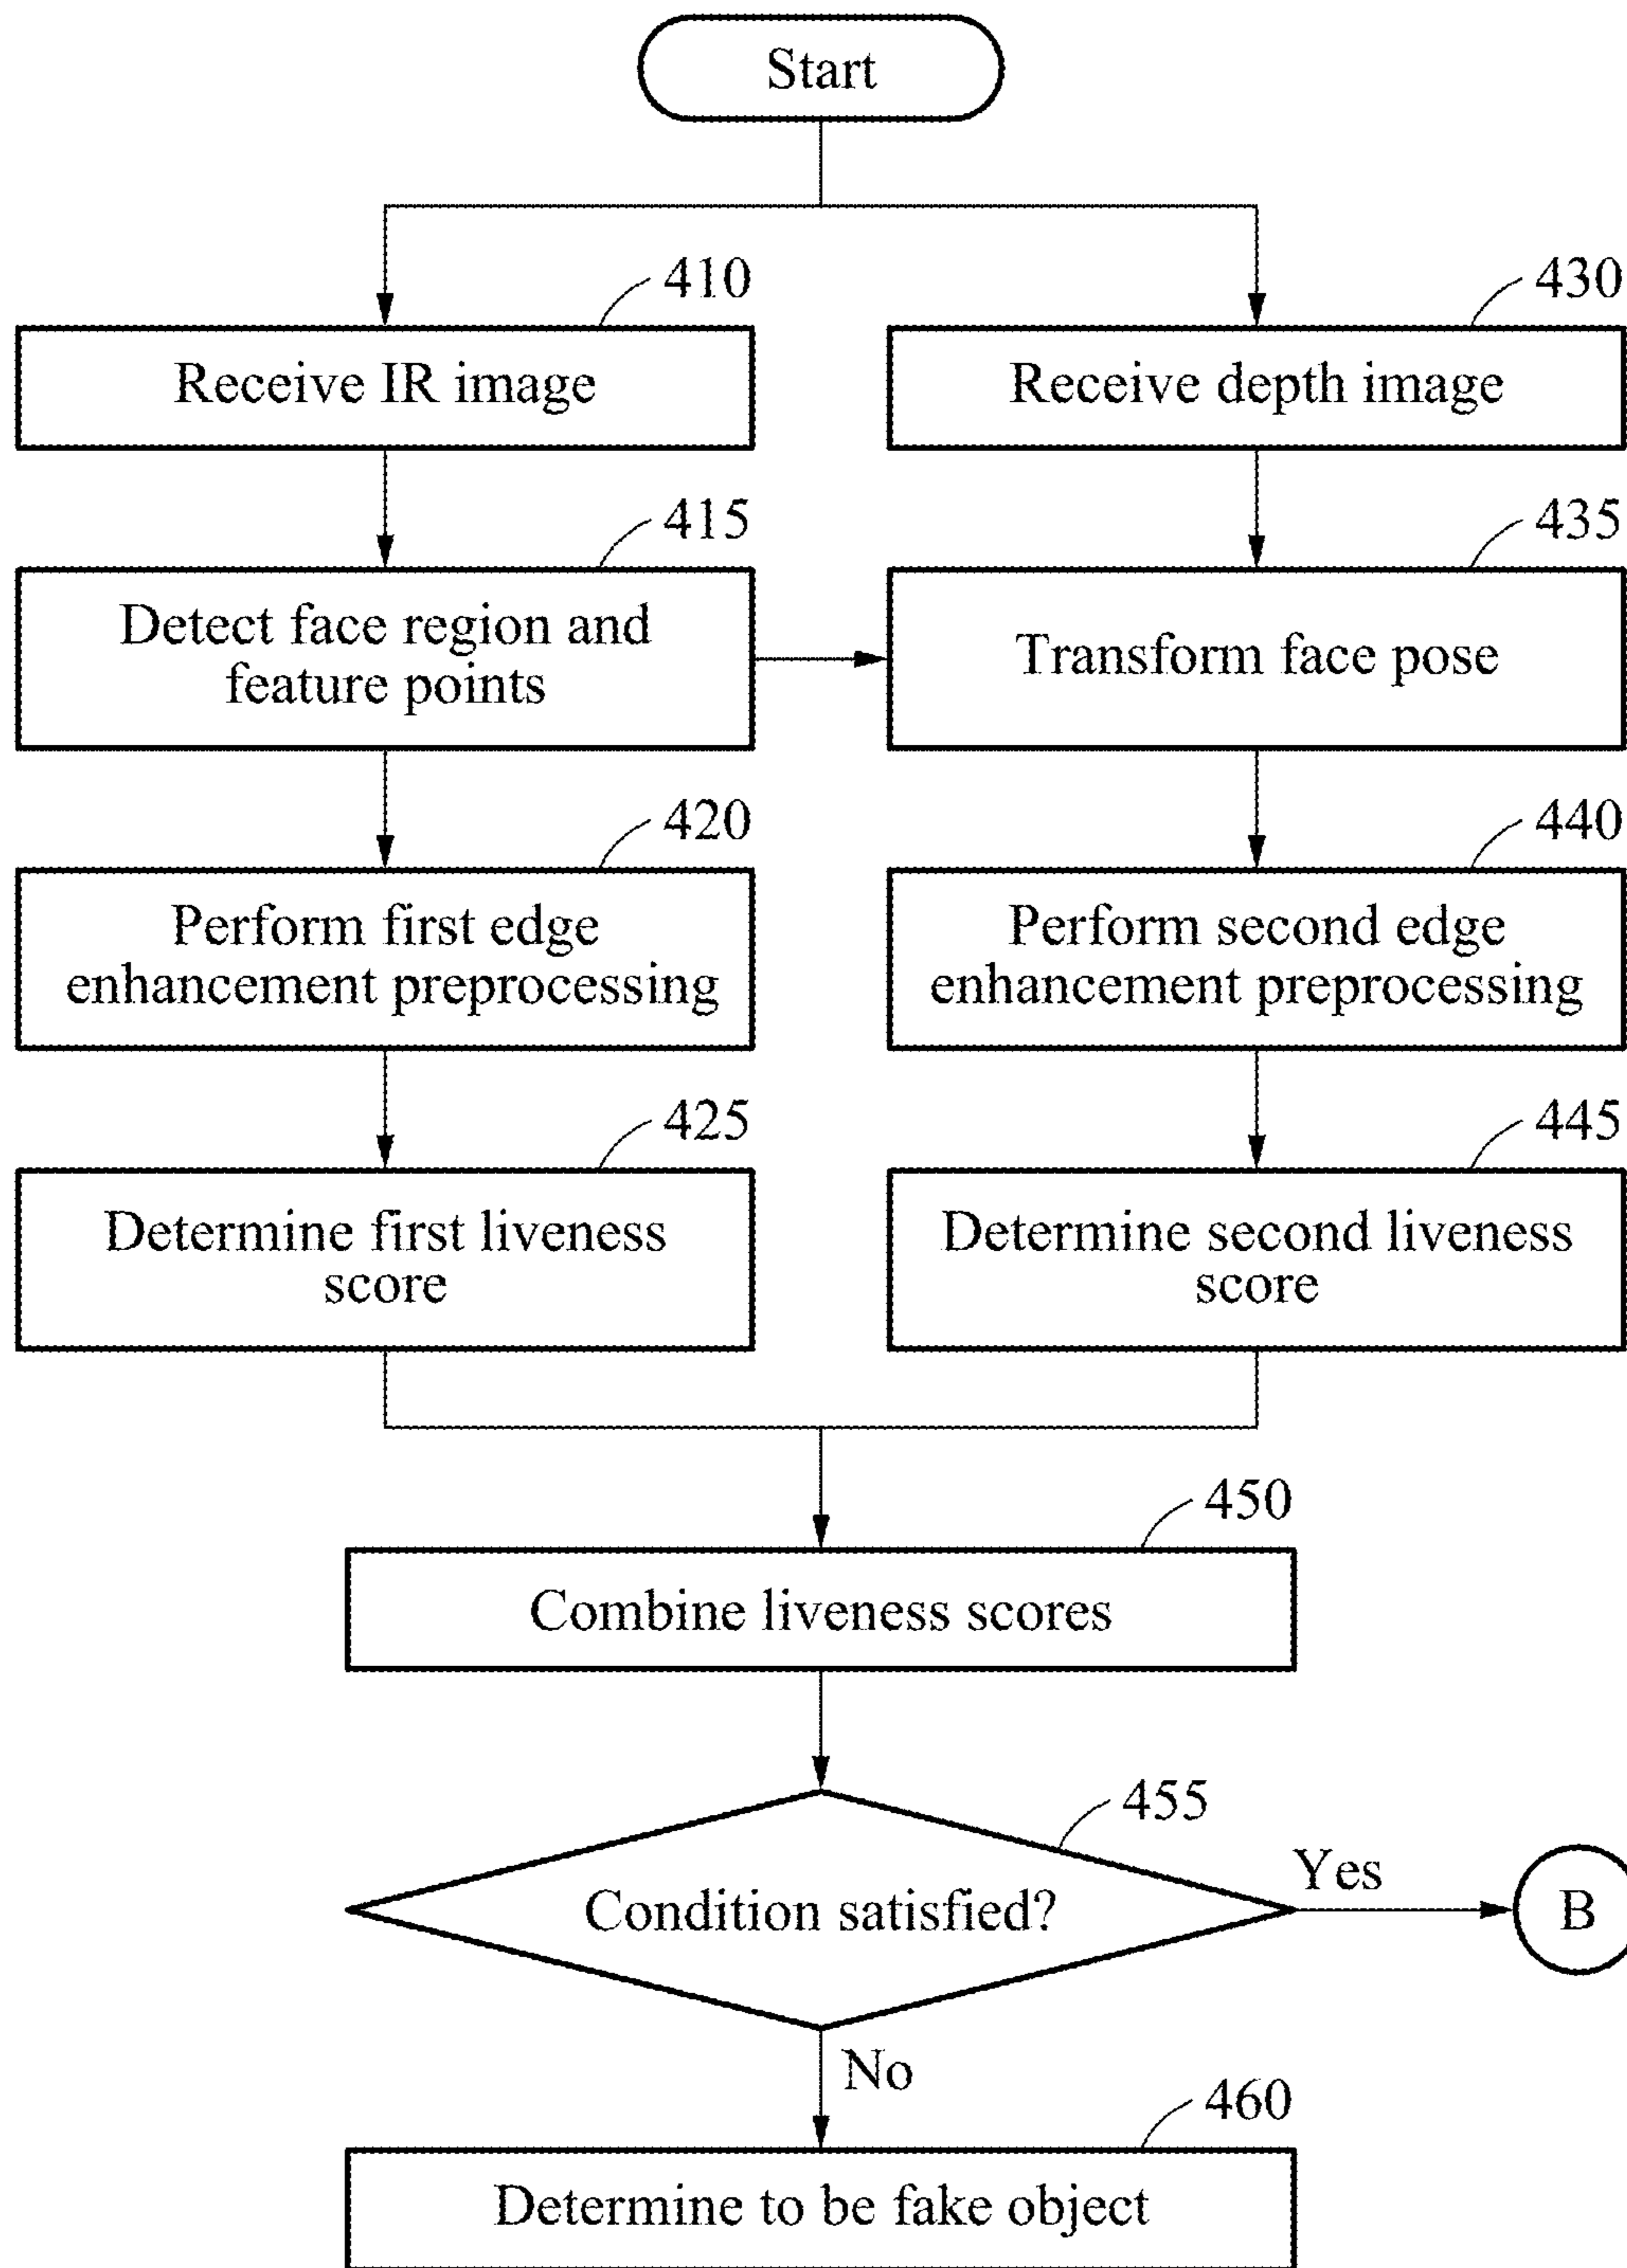 Start
410
Receive IR image
430
Receive depth image
415
Detect face region and
feature points
435
Transform face pose
420
Perform first edge
enhancement preprocessing
440
Perform second edge
enhancement preprocessing
425
Determine first liveness
score
445
Determine second liveness
score
450
Combine liveness scores
455
Condition satisfied?
Yes
B
No
460
Determine to be fake object